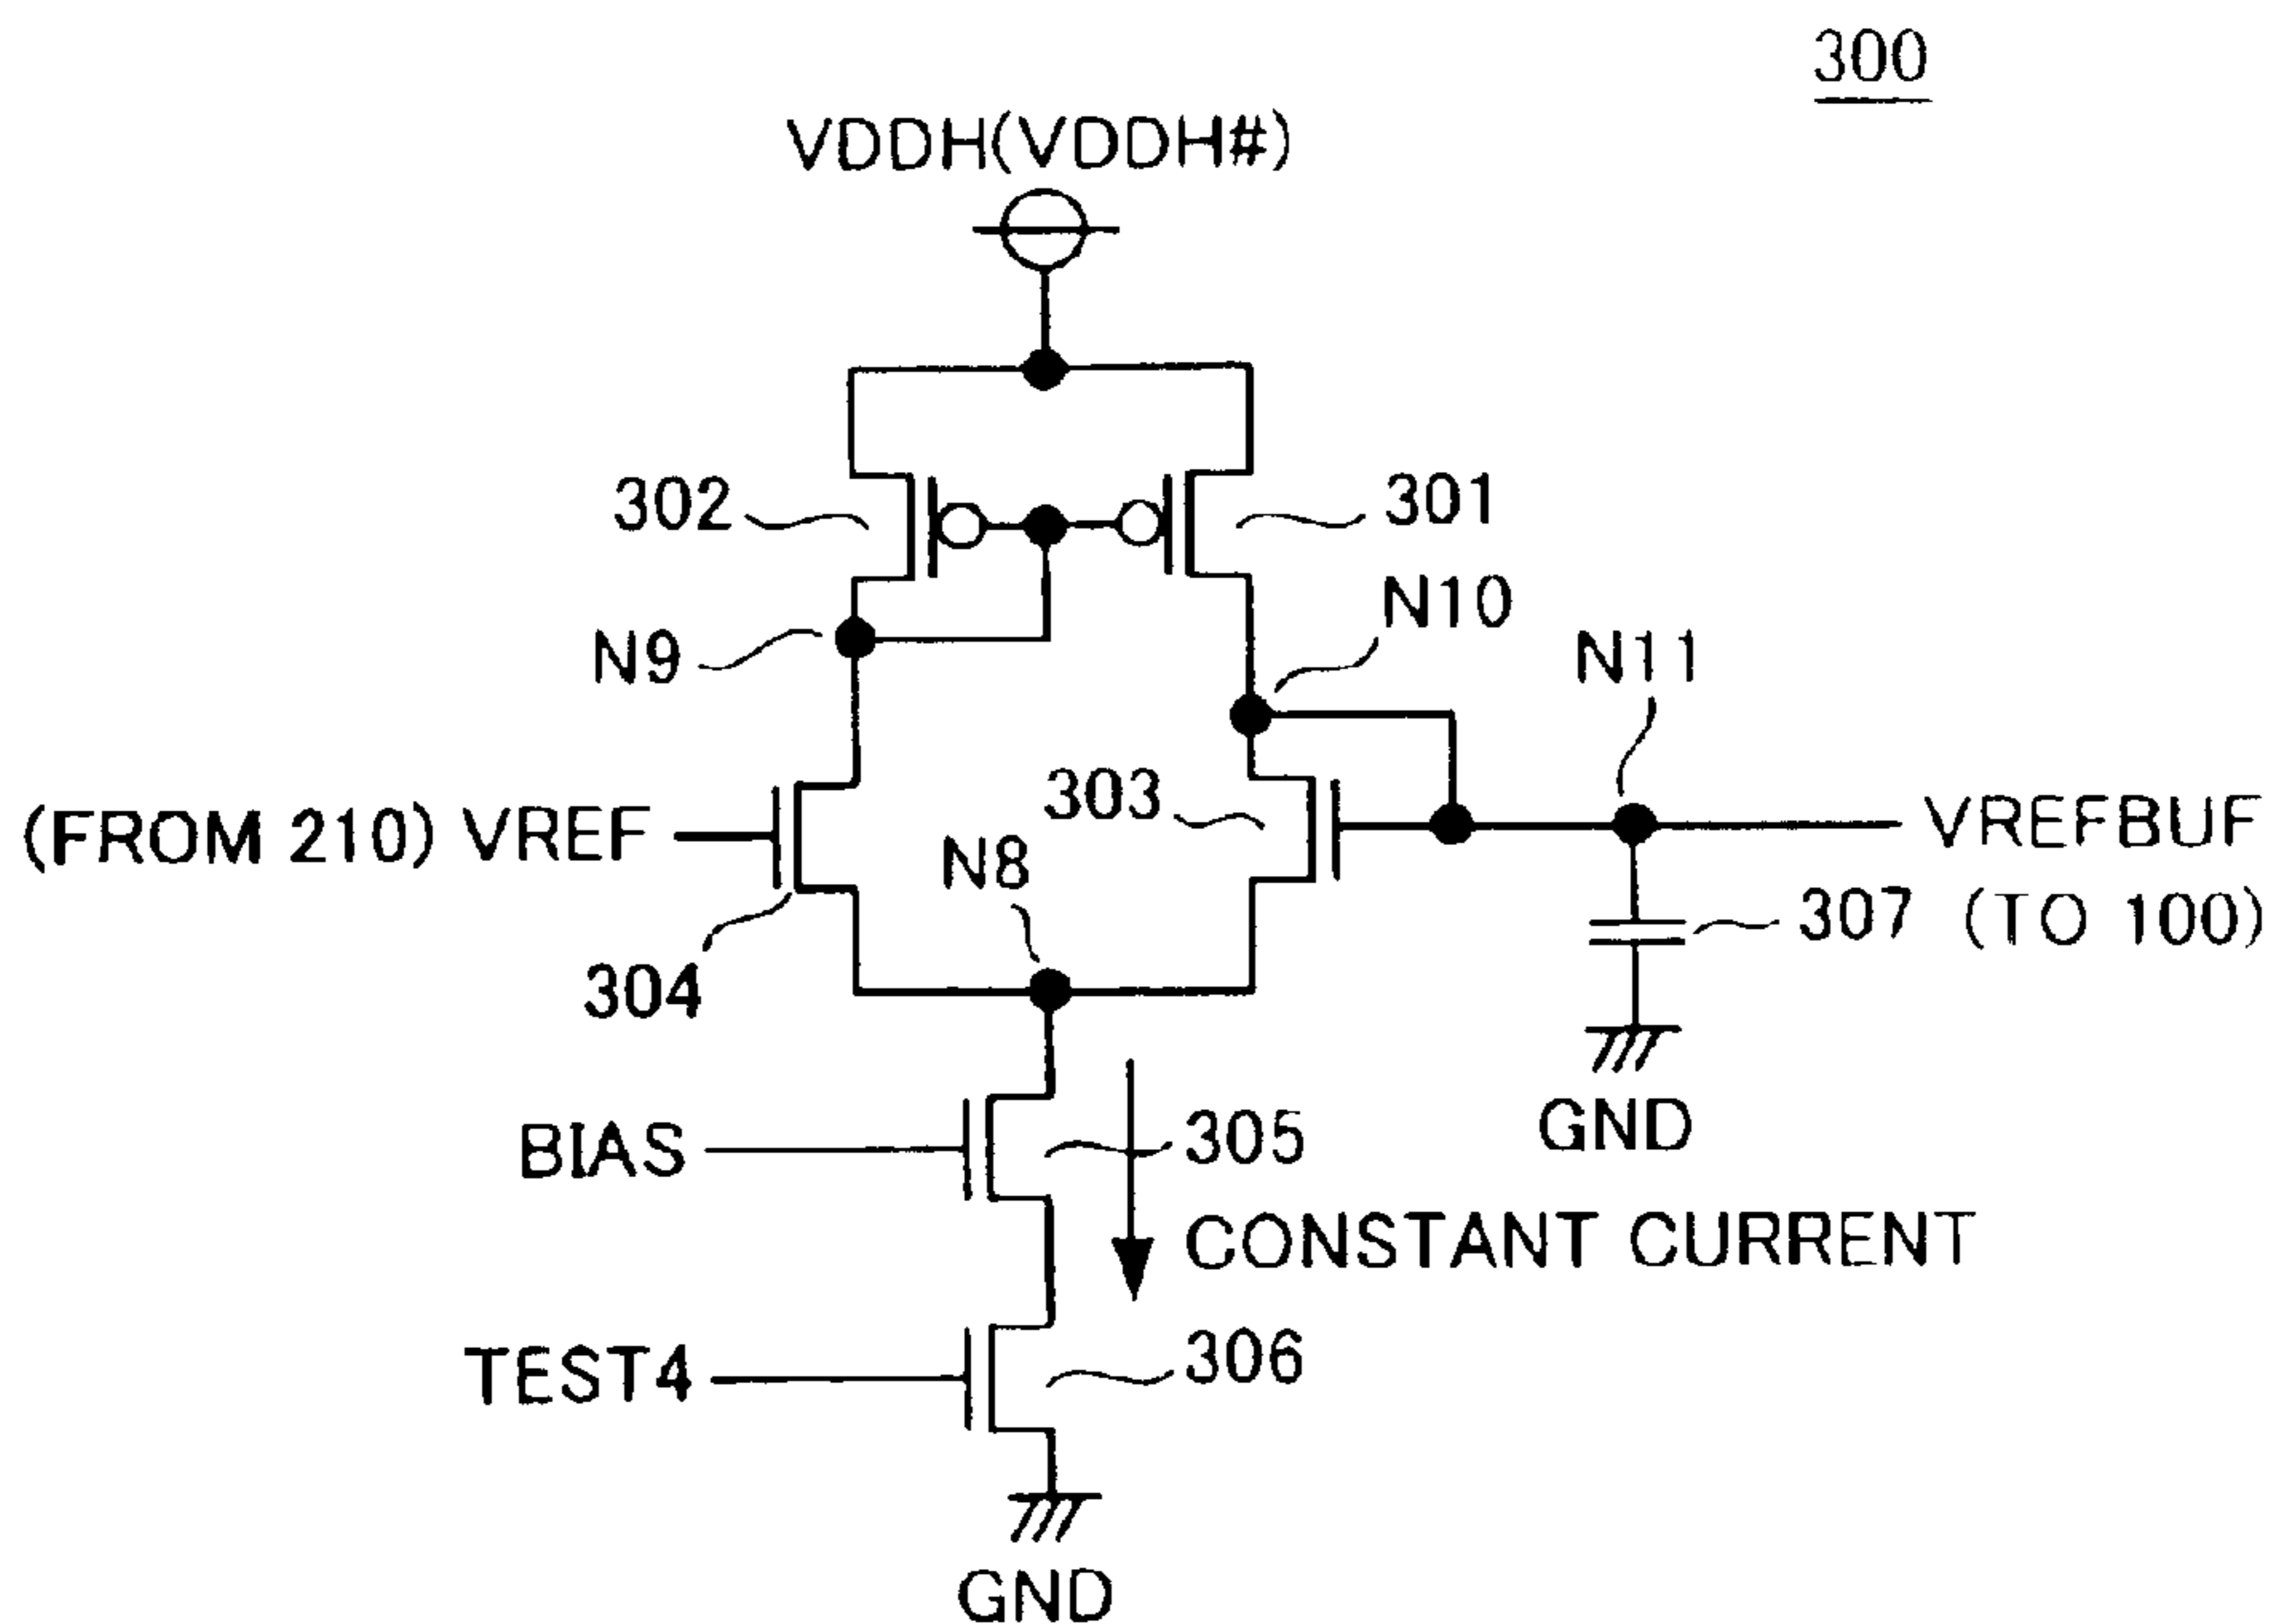 300
VDDH(VDDH#)
302
301
N9
N10
N11
(FROM 210) VREF
303
VREFBUF
N8
304
307
(TO 100)
GND
BIAS
305
CONSTANT CURRENT
TEST4
306
GND